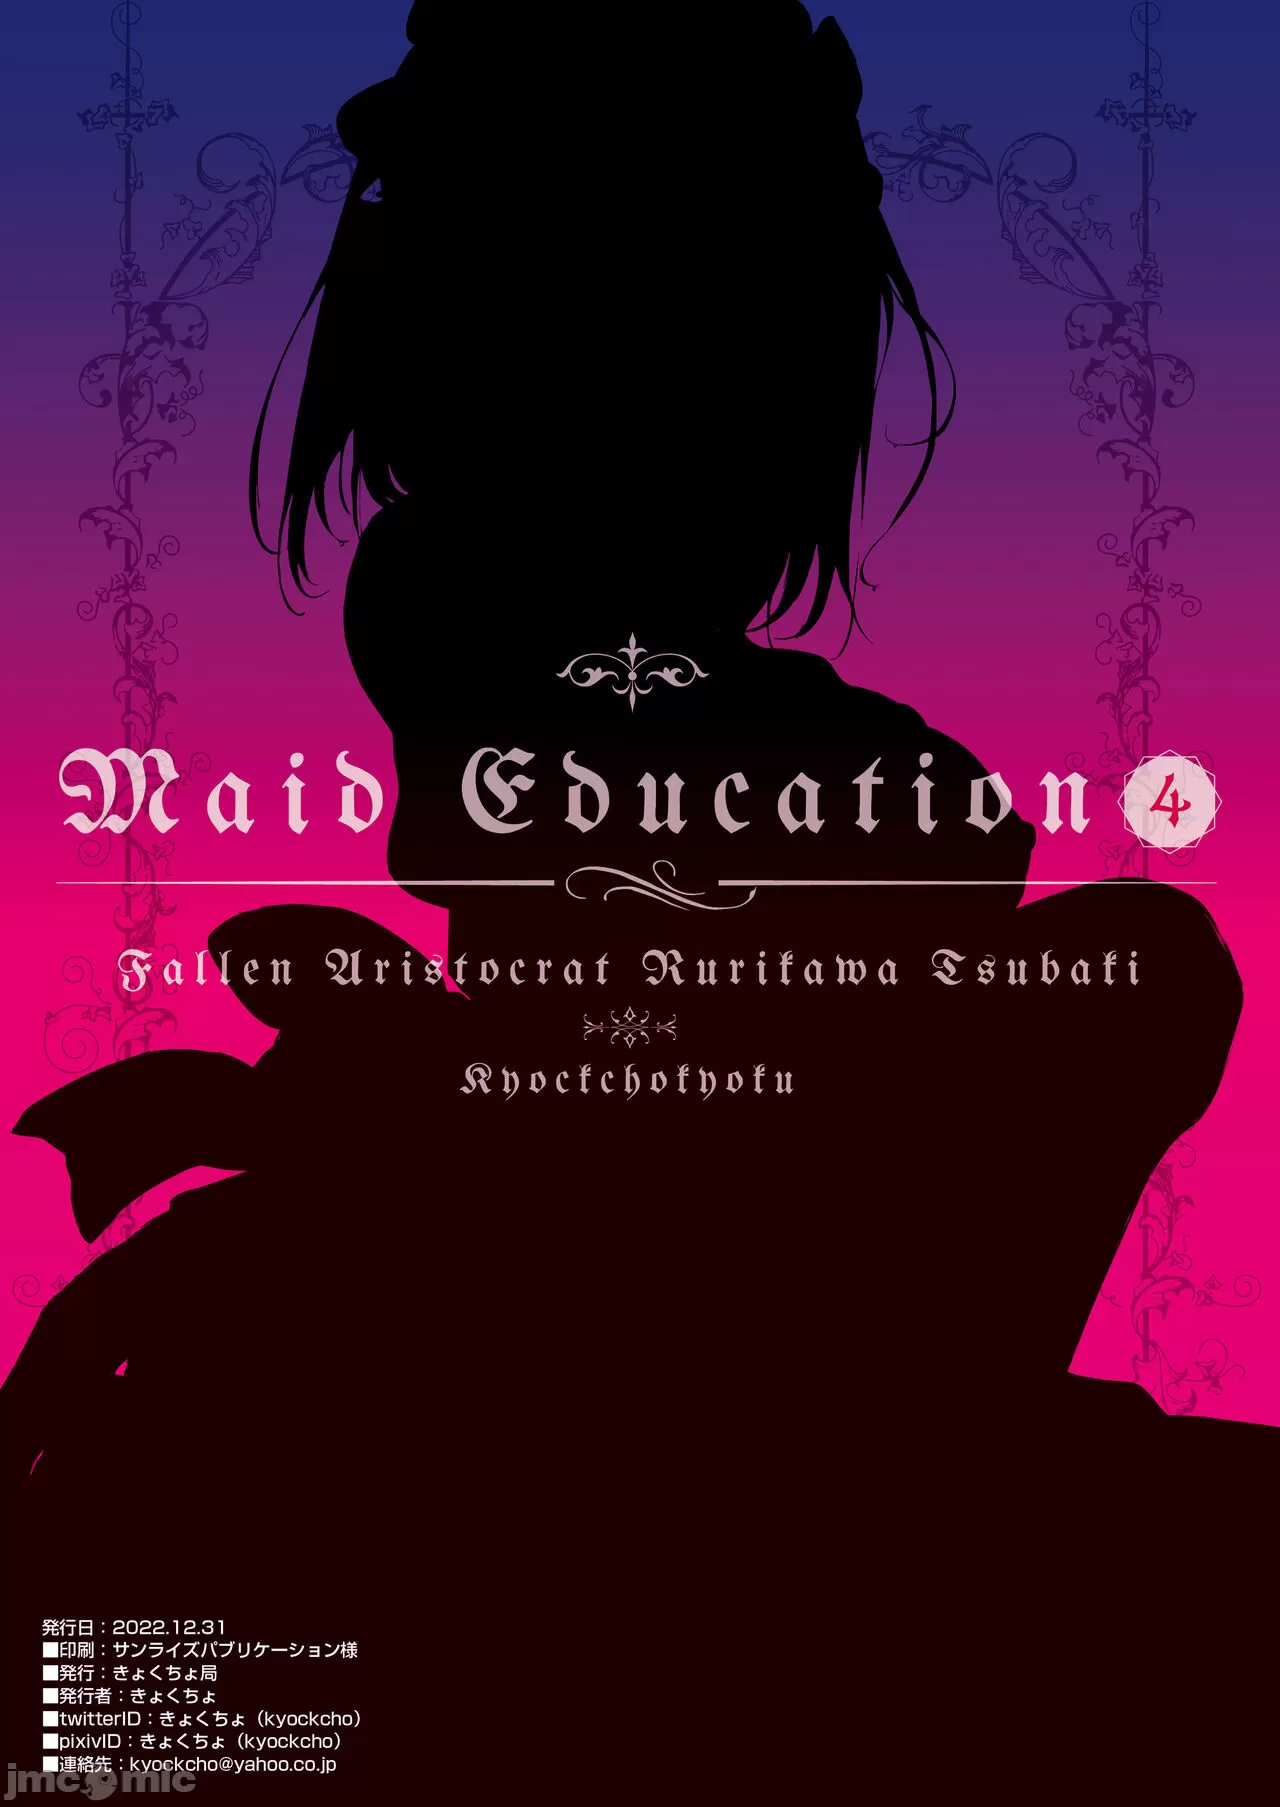 Maid Education 4
Fallen Aristocrat Rurikawa Tsubaki
Kyockchokyoku
発行日：2022.12.31
■印刷：サンライズパブリケーション様
■発行：きょくちょ局
■発行者：きょくちょ
■twitterID：きょくちょ（kyockcho）
■pixivID：きょくちょ（kyockcho）
■連絡先：kyockcho@yahoo.co.jp
jmcomic